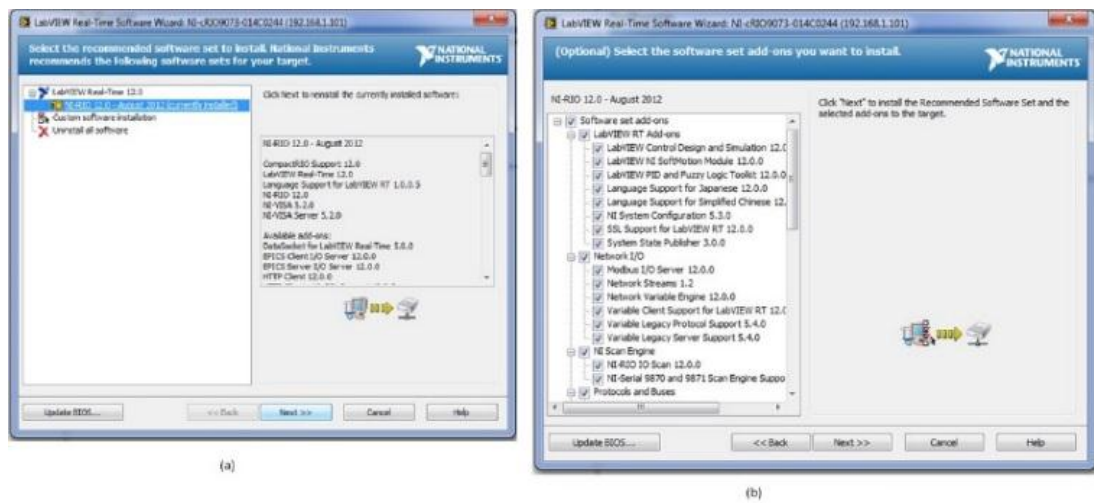 LabVIEW Real-Time Software Wizard: NI-cRIO9073-014C0244 (192.168.1.101)
Select the recommended software set to install. National Instruments
recommends the following software sets for your target.
NATIONAL
INSTRUMENTS
LabVIEW Real-Time 12.0
NI-RIO 12.0 - August 2012 (currently installed)
Custom software installation
Uninstall all software
Click Next to reinstall the currently installed software:
NI-RIO 12.0 - August 2012
CompactRIO Support 12.0
LabVIEW Real-Time 12.0
Language Support for LabVIEW RT 1.0.0.5
NI-RIO 12.0
NI-VISA 5.2.0
NI-VISA Server 5.2.0
Available add-ons:
DataSocket for LabVIEW Real-Time 5.0.0
EPICS Client I/O Server 12.0.0
EPICS Server I/O Server 12.0.0
HTTP Client 12.0.0
Update BIOS...
<< Back
Next >>
Cancel
Help
(a)
LabVIEW Real-Time Software Wizard: NI-cRIO9073-014C0244 (192.168.1.101)
(Optional) Select the software set add-ons you want to install.
NATIONAL
INSTRUMENTS
NI-RIO 12.0 - August 2012
Software set add-ons
LabVIEW RT Add-ons
LabVIEW Control Design and Simulation 12.0
LabVIEW NI SoftMotion Module 12.0.0
LabVIEW PID and Fuzzy Logic Toolkit 12.0.0
Language Support for Japanese 12.0.0
Language Support for Simplified Chinese 12.
NI System Configuration 5.3.0
SSL Support for LabVIEW RT 12.0.0
System State Publisher 3.0.0
Network I/O
Modbus I/O Server 12.0.0
Network Streams 1.2
Network Variable Engine 12.0.0
Variable Client Support for LabVIEW RT 12.0
Variable Legacy Protocol Support 5.4.0
Variable Legacy Server Support 5.4.0
NI Scan Engine
NI-RIO IO Scan 12.0.0
NI-Serial 9870 and 9871 Scan Engine Suppo
Protocols and Buses
Click "Next" to install the Recommended Software Set and the
selected add-ons to the target.
Update BIOS...
<< Back
Next >>
Cancel
Help
(b)